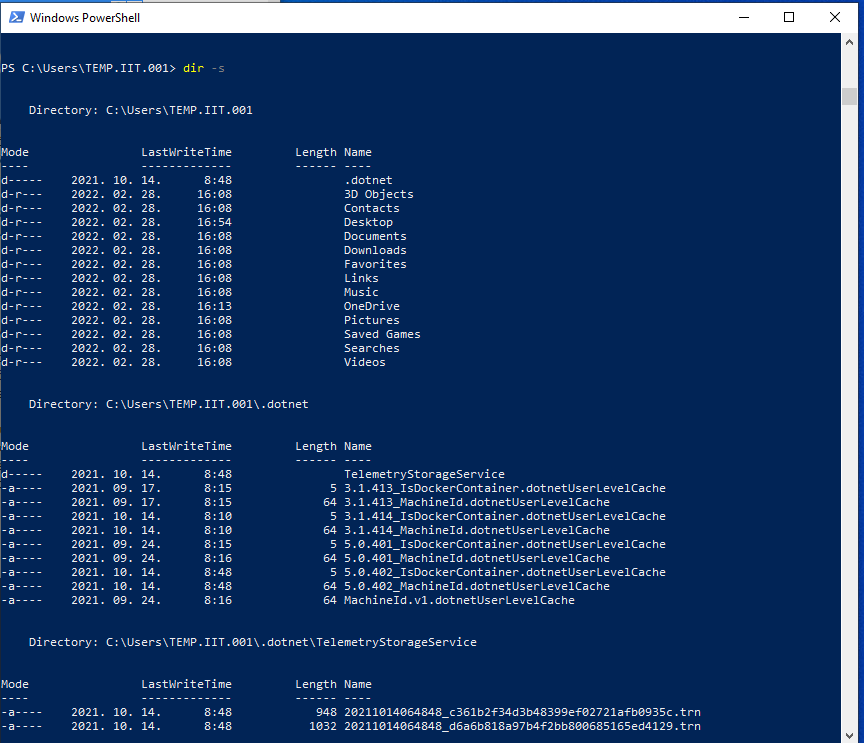 Windows PowerShell
PS C:\Users\TEMP.IIT.001> dir -s
Directory: C:\Users\TEMP.IIT.001
Mode LastWriteTime Length Name
---- ------------- ------ ----
d----- 2021. 10. 14. 8:48 .dotnet
d-r--- 2022. 02. 28. 16:08 3D Objects
d-r--- 2022. 02. 28. 16:08 Contacts
d-r--- 2022. 02. 28. 16:54 Desktop
d-r--- 2022. 02. 28. 16:08 Documents
d-r--- 2022. 02. 28. 16:08 Downloads
d-r--- 2022. 02. 28. 16:08 Favorites
d-r--- 2022. 02. 28. 16:08 Links
d-r--- 2022. 02. 28. 16:08 Music
d-r--- 2022. 02. 28. 16:13 OneDrive
d-r--- 2022. 02. 28. 16:08 Pictures
d-r--- 2022. 02. 28. 16:08 Saved Games
d-r--- 2022. 02. 28. 16:08 Searches
d-r--- 2022. 02. 28. 16:08 Videos
Directory: C:\Users\TEMP.IIT.001\.dotnet
Mode LastWriteTime Length Name
---- ------------- ------ ----
d----- 2021. 10. 14. 8:48 TelemetryStorageService
-a---- 2021. 09. 17. 8:15 5 3.1.413_IsDockerContainer.dotnetUserLevelCache
-a---- 2021. 09. 17. 8:15 64 3.1.413_MachineId.dotnetUserLevelCache
-a---- 2021. 10. 14. 8:10 5 3.1.414_IsDockerContainer.dotnetUserLevelCache
-a---- 2021. 10. 14. 8:10 64 3.1.414_MachineId.dotnetUserLevelCache
-a---- 2021. 09. 24. 8:15 5 5.0.401_IsDockerContainer.dotnetUserLevelCache
-a---- 2021. 09. 24. 8:16 64 5.0.401_MachineId.dotnetUserLevelCache
-a---- 2021. 10. 14. 8:48 5 5.0.402_IsDockerContainer.dotnetUserLevelCache
-a---- 2021. 10. 14. 8:48 64 5.0.402_MachineId.dotnetUserLevelCache
-a---- 2021. 09. 24. 8:16 64 MachineId.v1.dotnetUserLevelCache
Directory: C:\Users\TEMP.IIT.001\.dotnet\TelemetryStorageService
Mode LastWriteTime Length Name
---- ------------- ------ ----
-a---- 2021. 10. 14. 8:48 948 20211014064848_c361b2f34d3b48399ef02721afb0935c.trn
-a---- 2021. 10. 14. 8:48 1032 20211014064848_d6a6b818a97b4f2bb800685165ed4129.trn